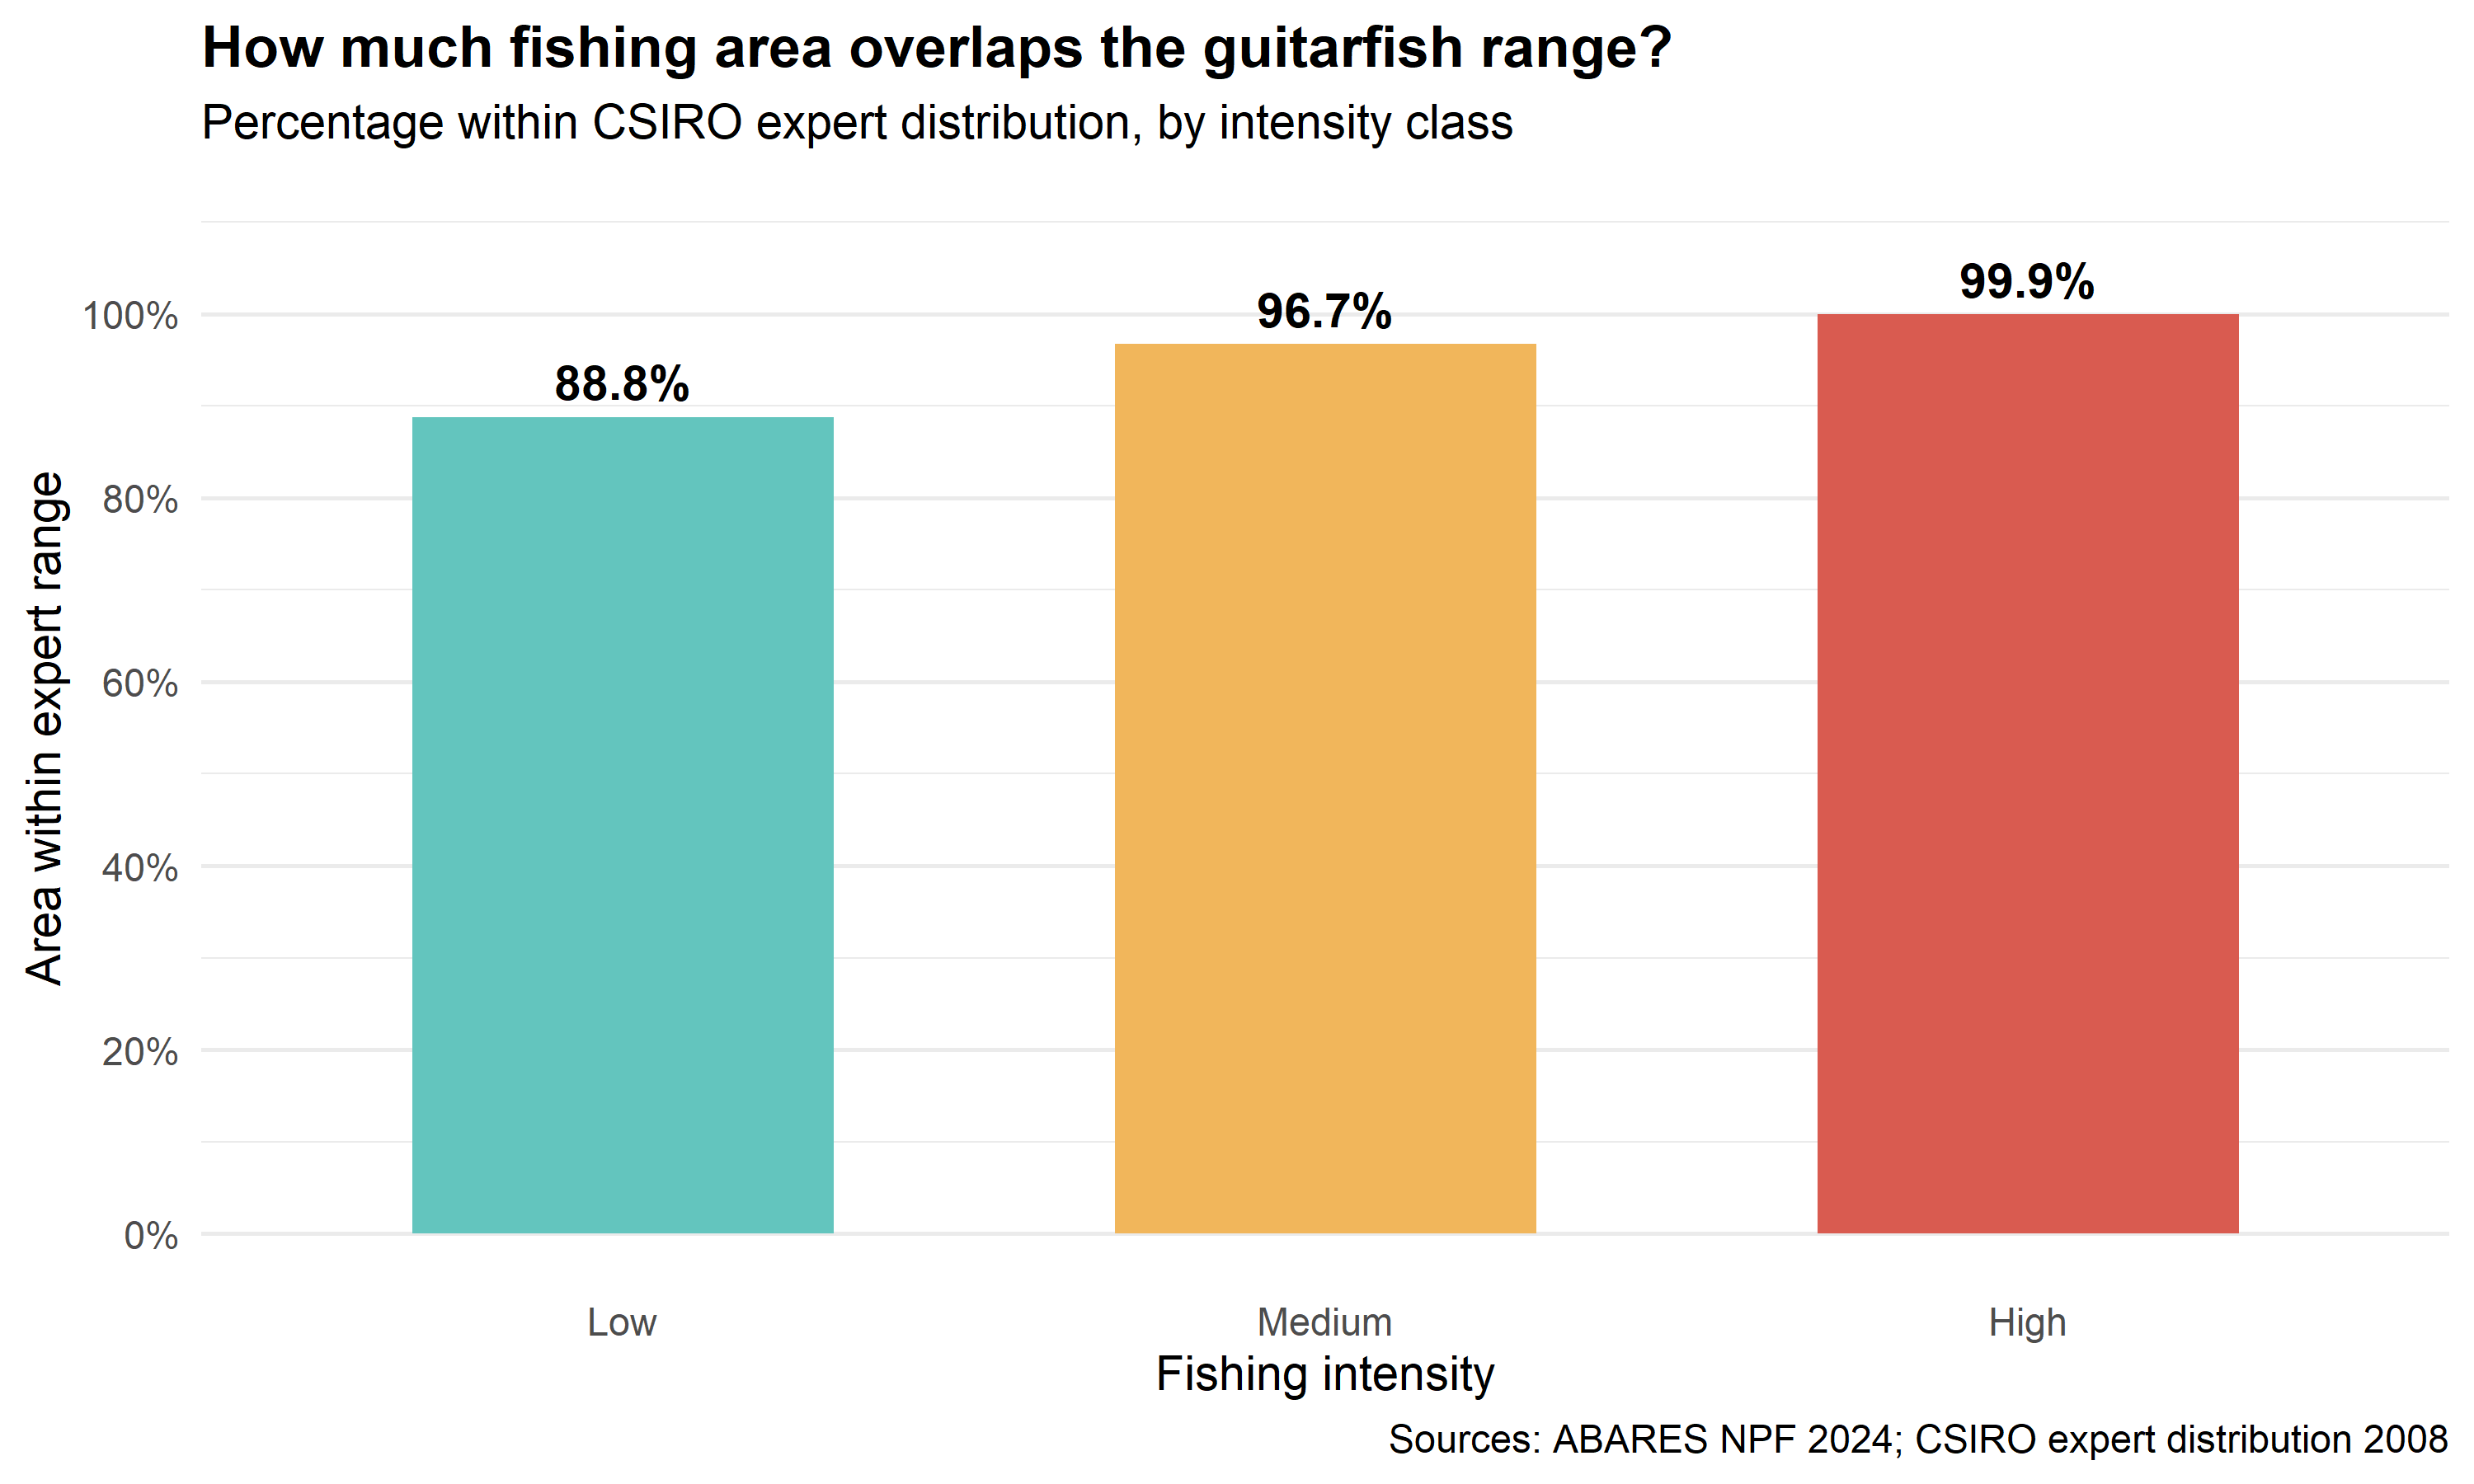 How much fishing area overlaps the guitarfish range?
Percentage within CSIRO expert distribution, by intensity class
99.9%
96.7%
88.8%
100%
80%
60%
40%
20%
0%
Area within expert range
Low
Medium
High
Fishing intensity
Sources: ABARES NPF 2024; CSIRO expert distribution 2008